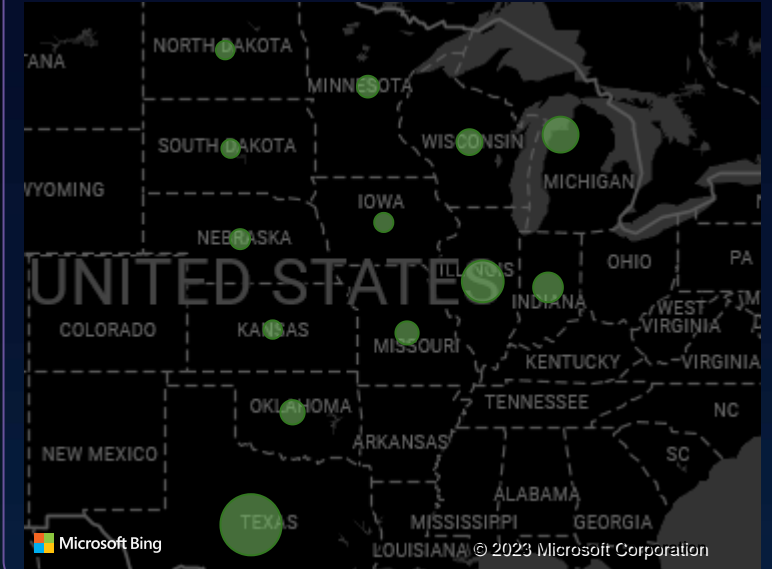 NORTH DAKOTA
TANA
MINNESOTA
WISCONSIN
SOUTH DAKOTA
MICHIGAN
WYOMING
IOWA
NEBRASKA
OHIO
PA
UNITED STATES
ILLINOIS
INDIANA
WEST
VIRGINIA
COLORADO
KANSAS
MISSOURI
KENTUCKY
VIRGINIA
TENNESSEE
OKLAHOMA
NC
ARKANSAS
NEW MEXICO
SC
ALABAMA
TEXAS
MISSISSIPPI
GEORGIA
Microsoft Bing
LOUISIANA
© 2023 Microsoft Corporation